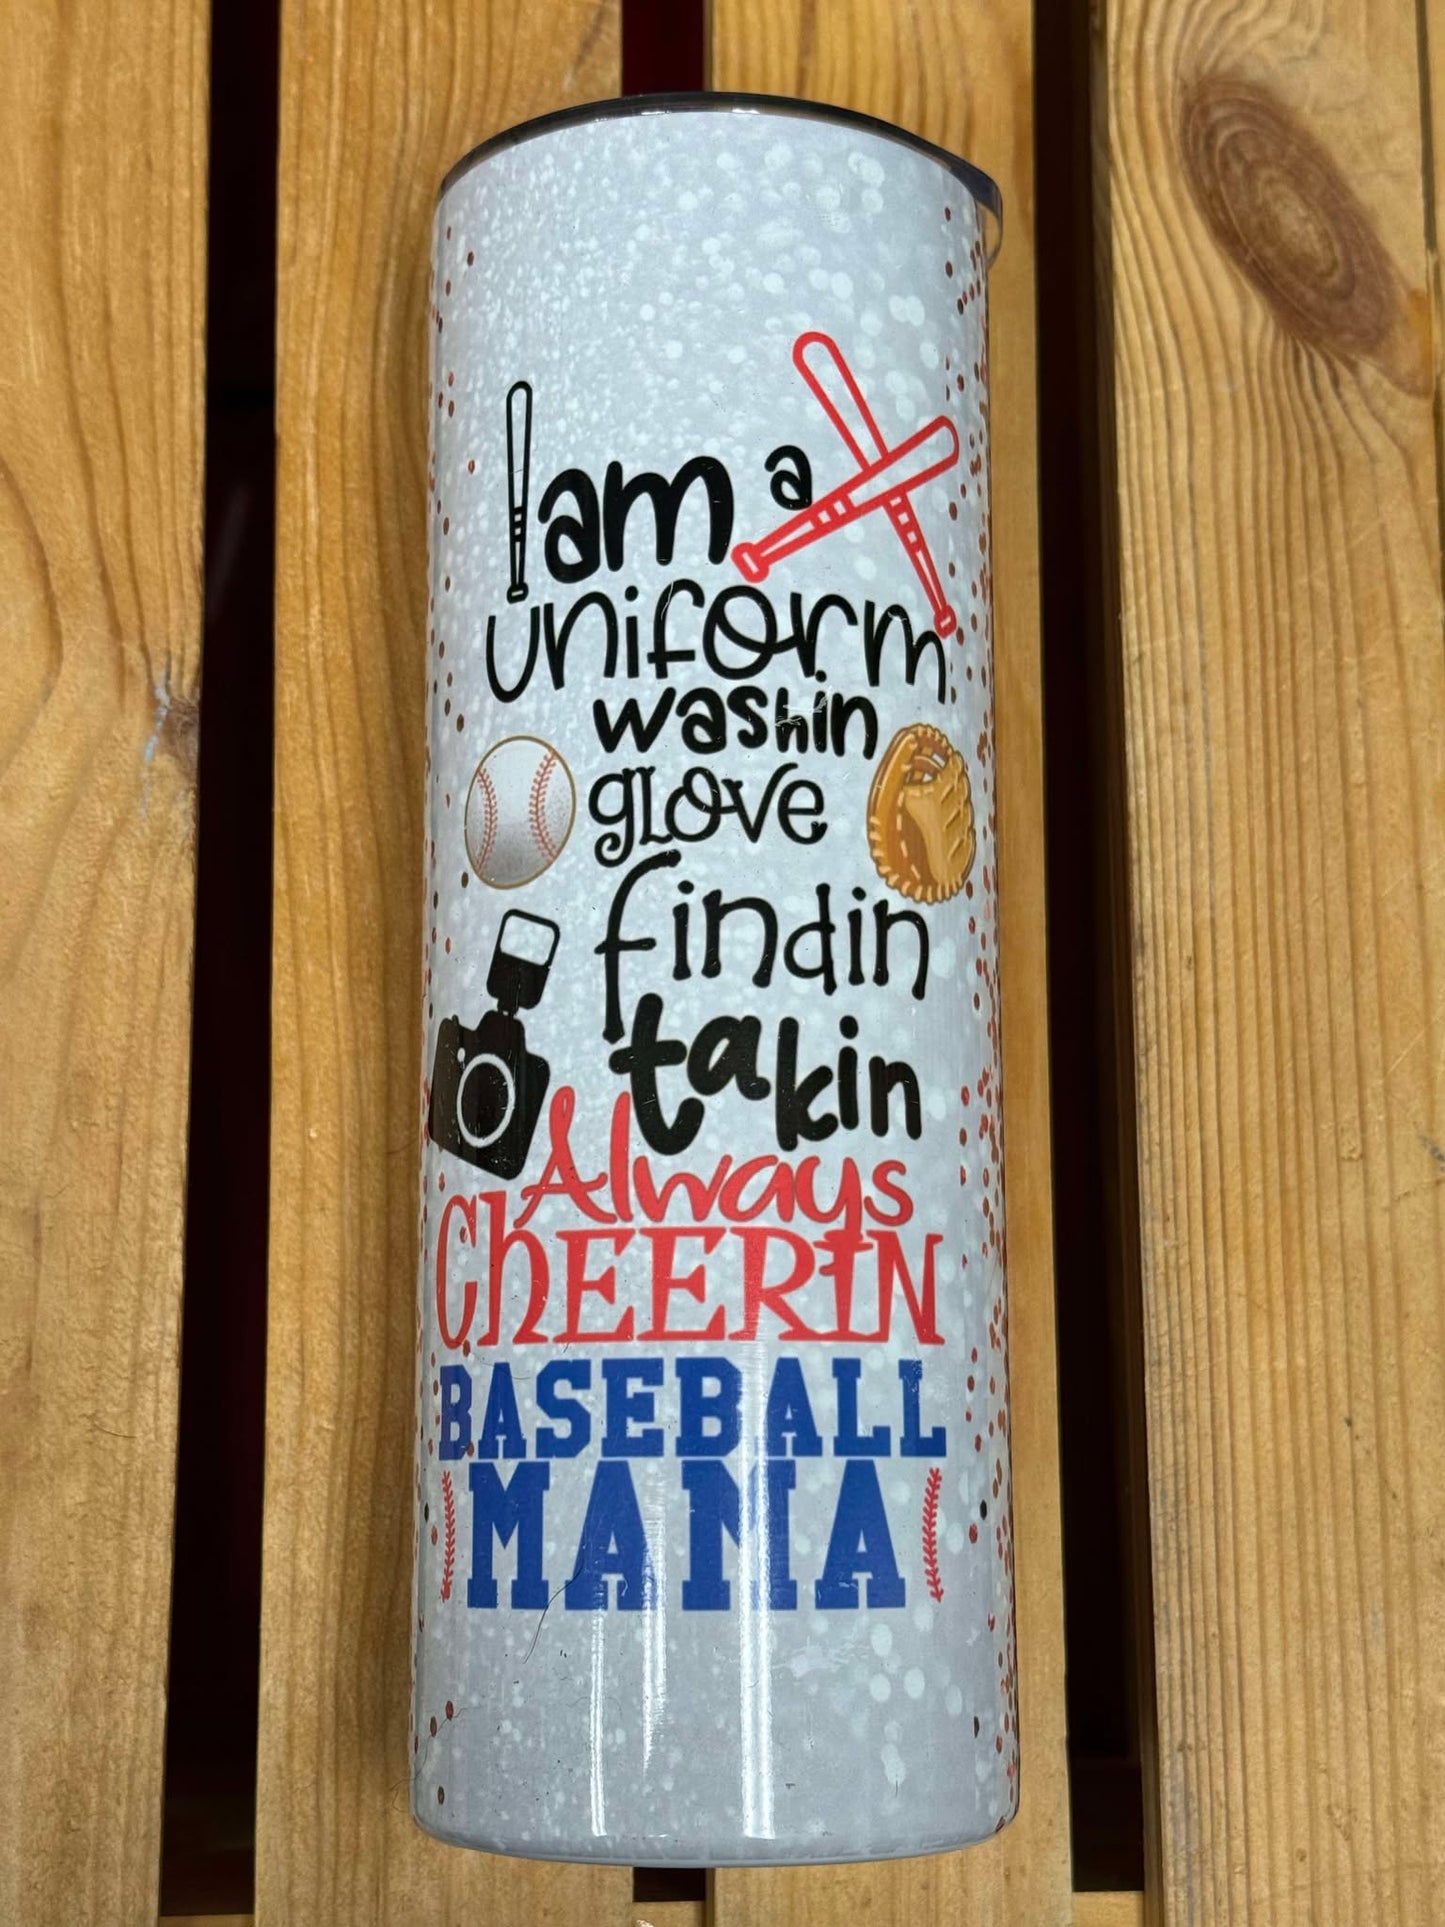 I am a
uniform
washin
glove
findin
takin
Always
CHEERIN
BASEBALL
MAMA